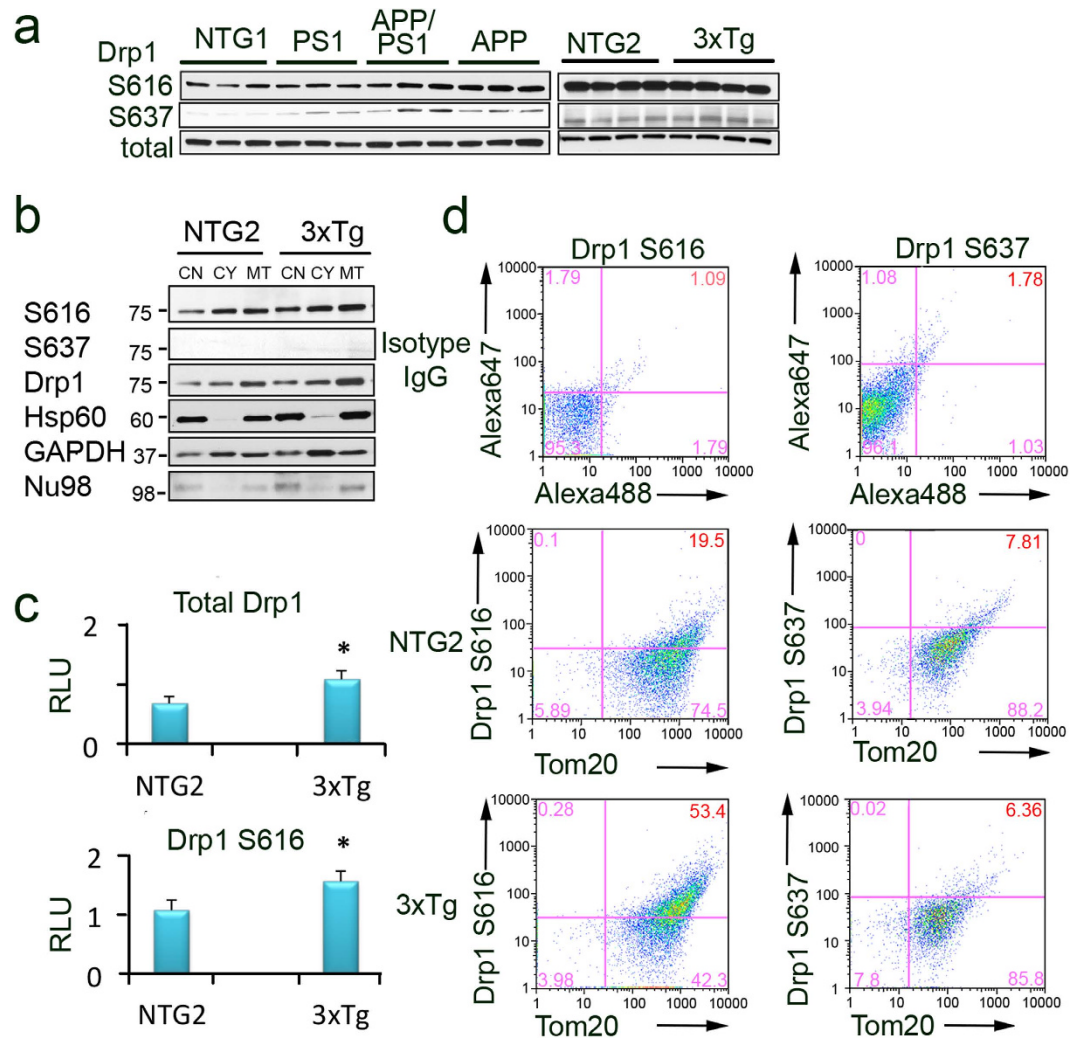 a
Drp1
NTG1 PS1 APP/PS1 APP NTG2 3xTg
S616
S637
total
b
NTG2 3xTg
CN CY MT CN CY MT
S616 75
S637 75
Drp1 75
Hsp60 60
GAPDH 37
Nu98 98
c
Total Drp1
2
0
RLU
*
NTG2 3xTg
Drp1 S616
2
1
0
RLU
*
NTG2 3xTg
d
Drp1 S616 Drp1 S637
Isotype IgG
Alexa647
10000
1000
100
10
1
1.79 1.09
95.3 1.79
1 10 100 1000 10000
Alexa488
Alexa647
10000
1000
100
10
1
1.08 1.78
96.1 1.03
1 10 100 1000 10000
Alexa488
NTG2
Drp1 S616
10000
1000
100
10
1
0.1 19.5
5.89 74.5
1 10 100 1000 10000
Tom20
Drp1 S637
10000
1000
100
10
1
0 7.81
3.94 88.2
1 10 100 1000 10000
Tom20
3xTg
Drp1 S616
10000
1000
100
10
1
0.28 53.4
3.98 42.3
1 10 100 1000 10000
Tom20
Drp1 S637
10000
1000
100
10
1
0.02 6.36
7.8 85.8
1 10 100 1000 10000
Tom20